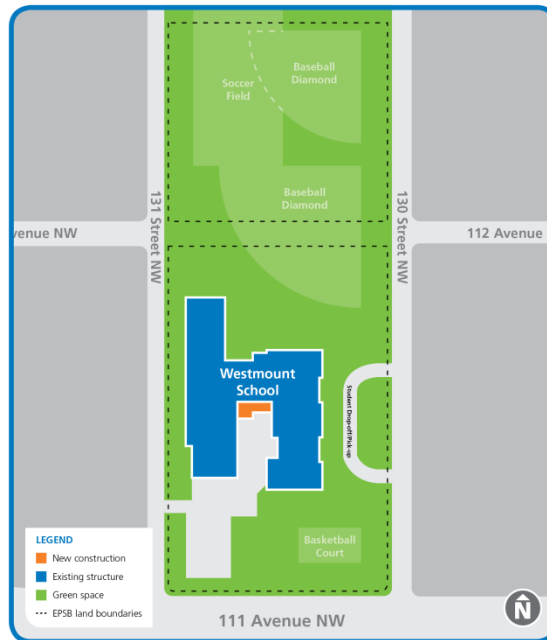 Baseball
Diamond
Soccer
Field
Baseball
Diamond
131 Street NW
130 Street NW
venue NW
112 Avenue
Westmount
School
Student Drop-off/Pick-up
Basketball
Court
LEGEND
New construction
Existing structure
Green space
EPSB land boundaries
111 Avenue NW
N